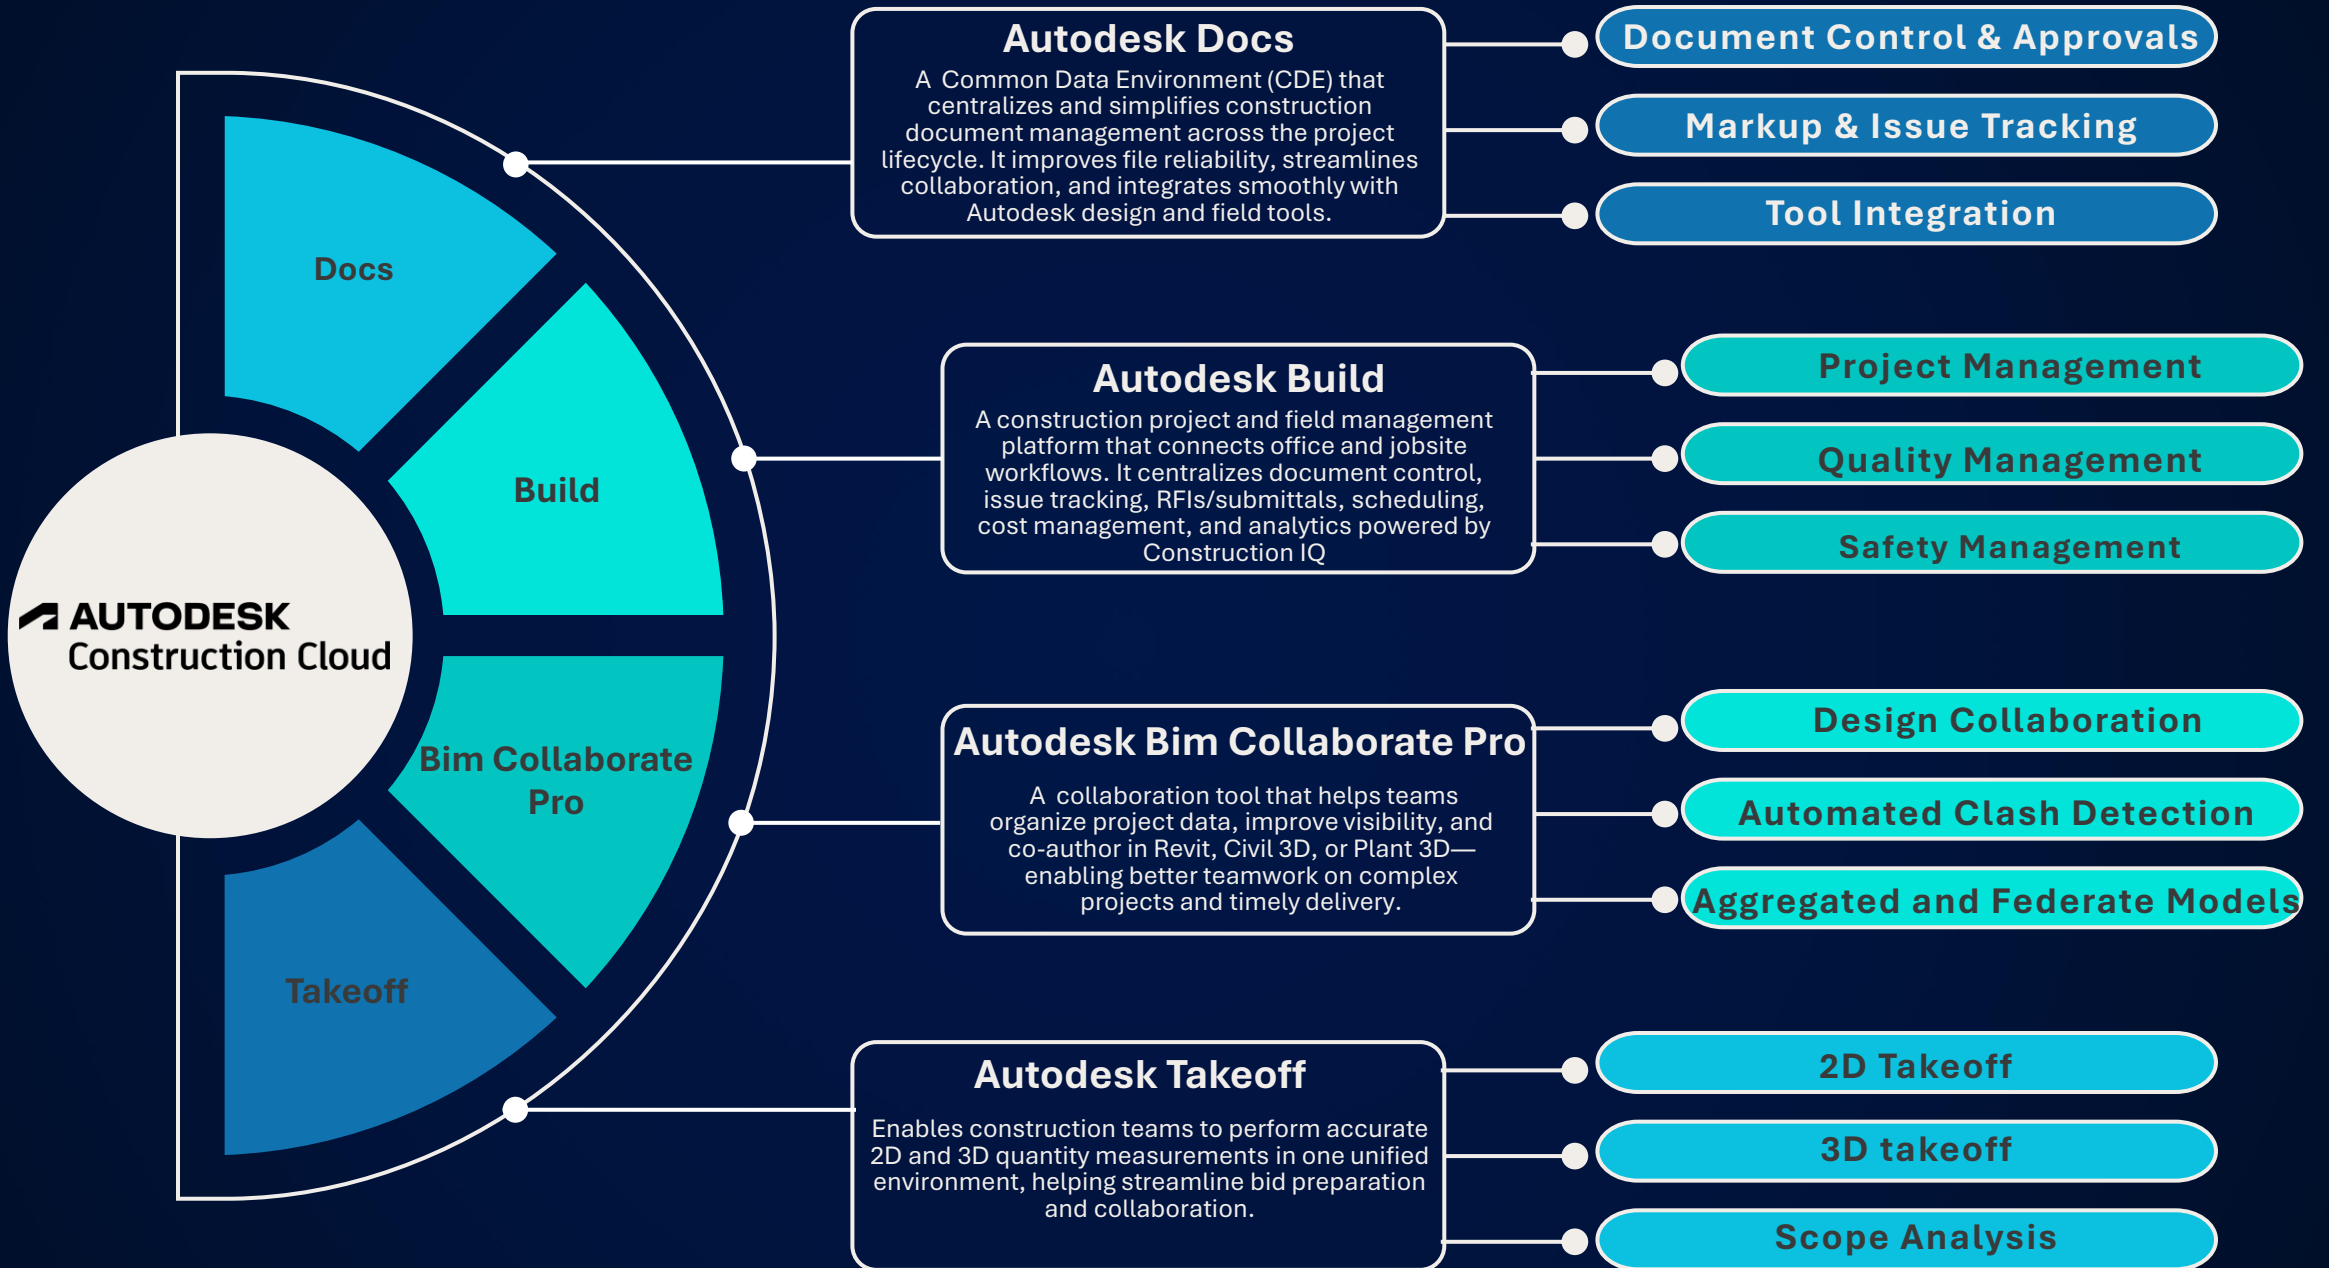 AUTODESK
Construction Cloud
Docs
Build
Bim Collaborate
Pro
Takeoff
Autodesk Docs
A Common Data Environment (CDE) that
centralizes and simplifies construction
document management across the project
lifecycle. It improves file reliability, streamlines
collaboration, and integrates smoothly with
Autodesk design and field tools.
Document Control & Approvals
Markup & Issue Tracking
Tool Integration
Autodesk Build
A construction project and field management
platform that connects office and jobsite
workflows. It centralizes document control,
issue tracking, RFIs/submittals, scheduling,
cost management, and analytics powered by
Construction IQ
Project Management
Quality Management
Safety Management
Autodesk Bim Collaborate Pro
A collaboration tool that helps teams
organize project data, improve visibility, and
co-author in Revit, Civil 3D, or Plant 3D—
enabling better teamwork on complex
projects and timely delivery.
Design Collaboration
Automated Clash Detection
Aggregated and Federate Models
Autodesk Takeoff
Enables construction teams to perform accurate
2D and 3D quantity measurements in one unified
environment, helping streamline bid preparation
and collaboration.
2D Takeoff
3D takeoff
Scope Analysis